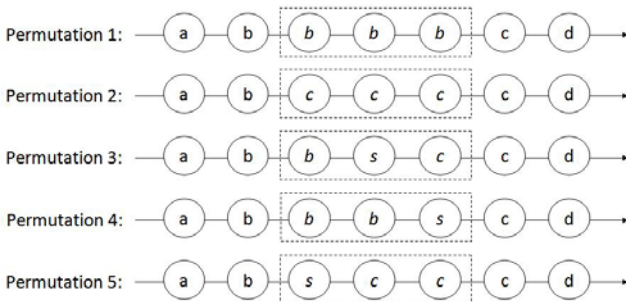 Permutation 1: a b b b b c d
Permutation 2: a b c c c c d
Permutation 3: a b b s c c d
Permutation 4: a b b b s c d
Permutation 5: a b s c c c d